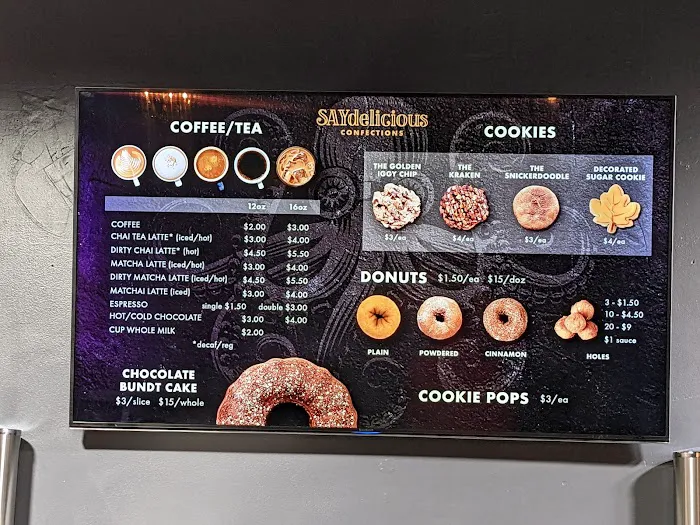 SAYdelicious
CONFECTIONS
COFFEE/TEA
12oz 16oz
COFFEE $2.00 $3.00
CHAI TEA LATTE* (iced/hot) $3.00 $4.00
DIRTY CHAI LATTE* (hot) $4.50 $5.50
MATCHA LATTE (iced/hot) $3.00 $4.00
DIRTY MATCHA LATTE (iced/hot) $4.50 $5.50
MATCHAI LATTE (iced) $3.00 $4.00
ESPRESSO single $1.50 double $3.00
HOT/COLD CHOCOLATE $3.00 $4.00
CUP WHOLE MILK $2.00
*decaf/reg
CHOCOLATE
BUNDT CAKE
$3/slice $15/whole
COOKIES
THE GOLDEN
IGGY CHIP
$3/ea
THE
KRAKEN
$4/ea
THE
SNICKERDOODLE
$3/ea
DECORATED
SUGAR COOKIE
$4/ea
DONUTS $1.50/ea $15/doz
PLAIN
POWDERED
CINNAMON
HOLES
3 - $1.50
10 - $4.50
20 - $9
$1 sauce
COOKIE POPS $3/ea